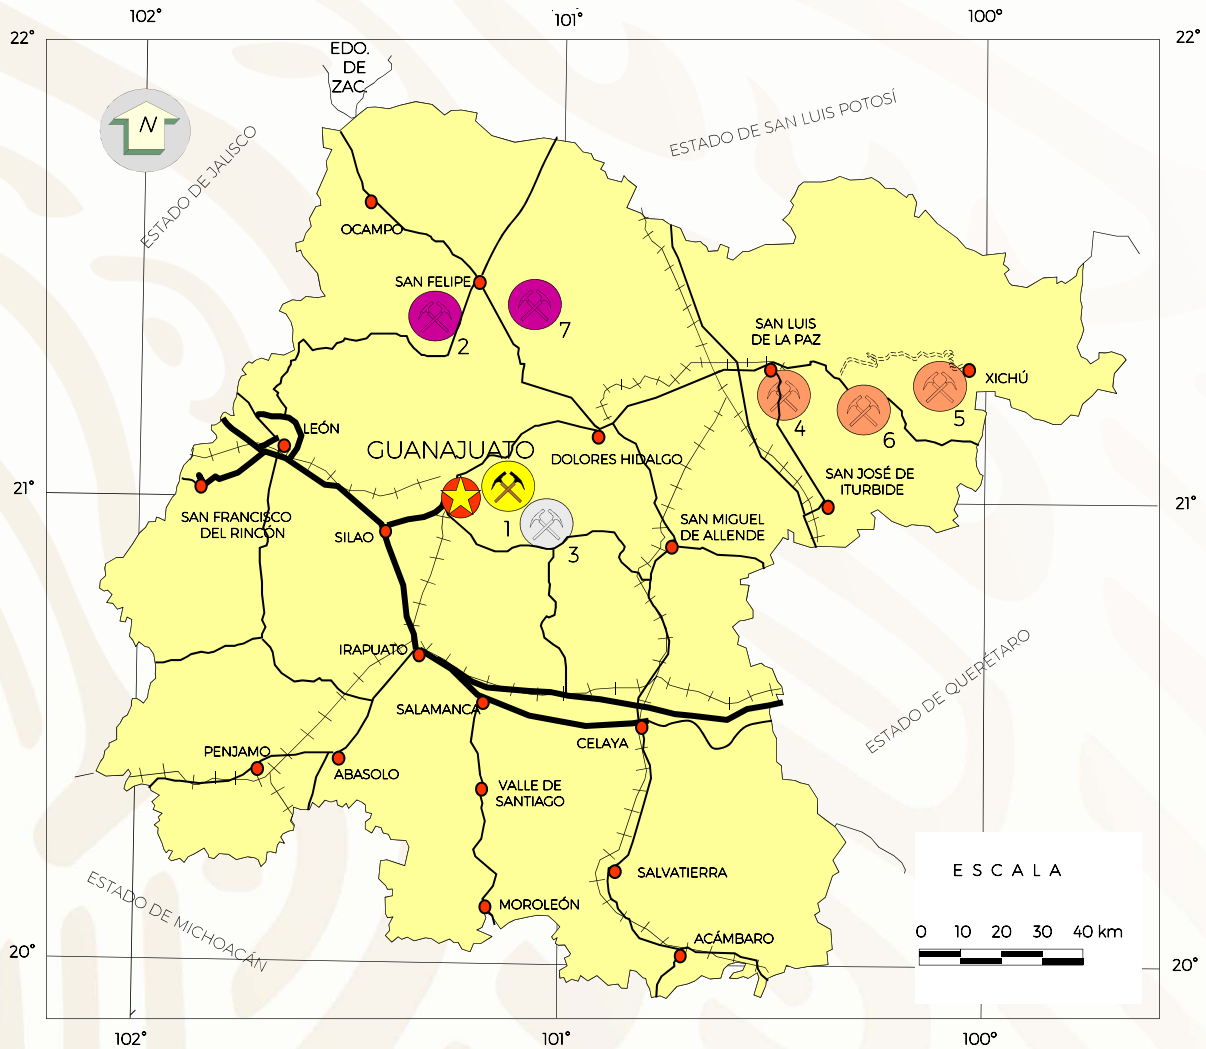 102°
101°
100°
22°
22°
EDO.
DE
ZAC.
N
ESTADO DE JALISCO
ESTADO DE SAN LUIS POTOSÍ
OCAMPO
SAN FELIPE
2
7
SAN LUIS
DE LA PAZ
XICHÚ
4
6
5
LEÓN
GUANAJUATO
DOLORES HIDALGO
SAN JOSÉ DE
ITURBIDE
21°
21°
SAN FRANCISCO
DEL RINCÓN
SILAO
1
3
SAN MIGUEL
DE ALLENDE
IRAPUATO
ESTADO DE QUERÉTARO
SALAMANCA
CELAYA
PENJAMO
ABASOLO
VALLE DE
SANTIAGO
SALVATIERRA
MOROLEÓN
ACÁMBARO
ESTADO DE MICHOACÁN
ESCALA
0 10 20 30 40 km
20°
20°
102°
101°
100°